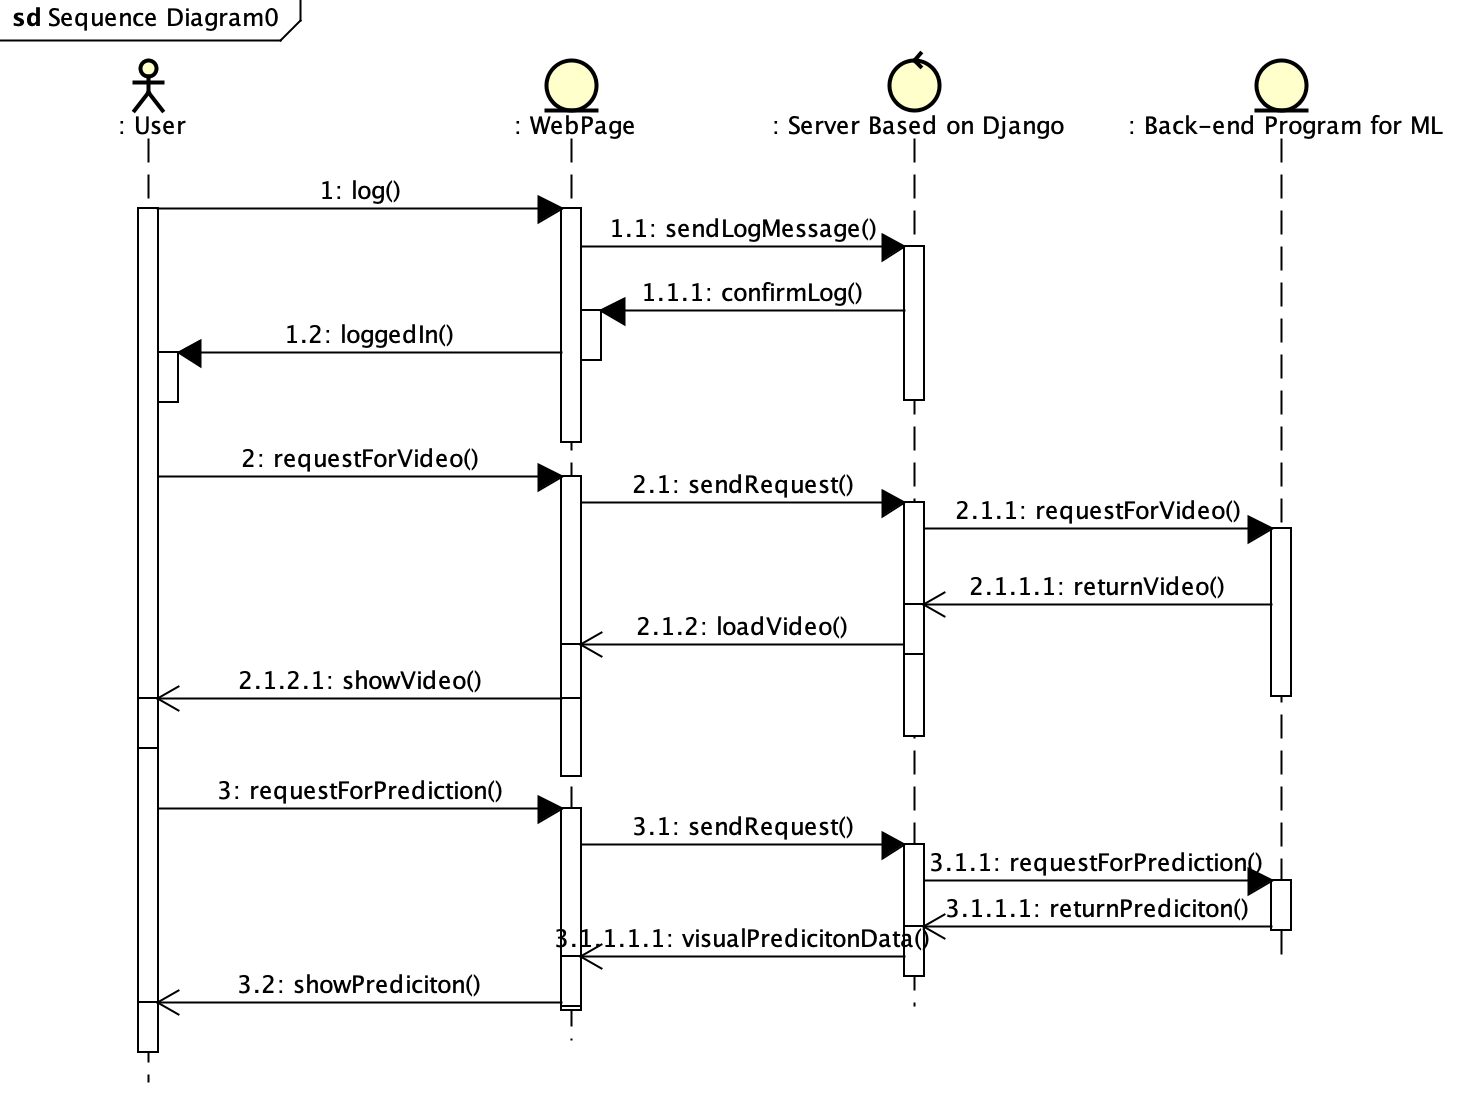 sd Sequence Diagram0
: User
: WebPage
: Server Based on Django
: Back-end Program for ML
1: log()
1.1: sendLogMessage()
1.1.1: confirmLog()
1.2: loggedIn()
2: requestForVideo()
2.1: sendRequest()
2.1.1: requestForVideo()
2.1.1.1: returnVideo()
2.1.2: loadVideo()
2.1.2.1: showVideo()
3: requestForPrediction()
3.1: sendRequest()
3.1.1: requestForPrediction()
3.1.1.1: returnPrediciton()
3.1.1.1.1: visualPredicitonData()
3.2: showPrediciton()